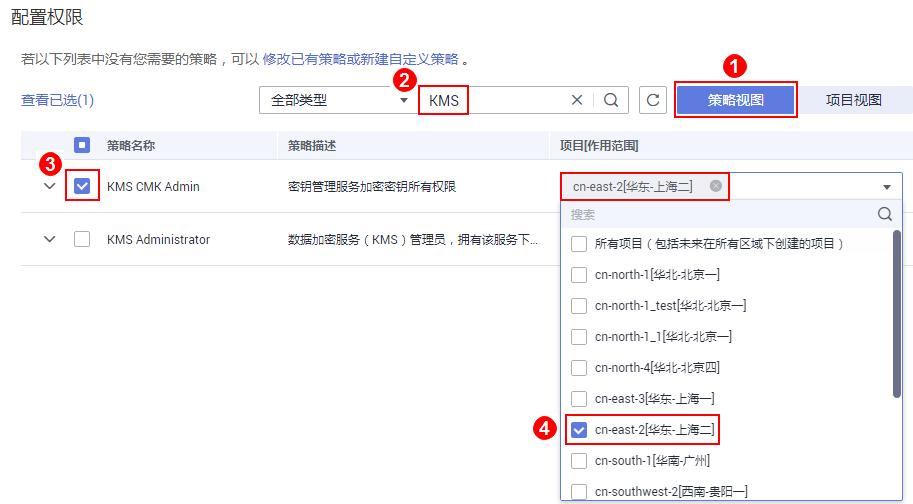 配置权限
若以下列表中没有您需要的策略，可以 修改已有策略或新建自定义策略 。
1
2
查看已选(1)
全部类型
KMS
策略视图
项目视图
策略名称
策略描述
项目[作用范围]
3
KMS CMK Admin
密钥管理服务加密密钥所有权限
cn-east-2[华东-上海二]
搜索
KMS Administrator
数据加密服务（KMS）管理员，拥有该服务下...
所有项目（包括未来在所有区域下创建的项目）
cn-north-1[华北-北京一]
cn-north-1_test[华北-北京一]
cn-north-1_1[华北-北京一]
cn-north-4[华北-北京四]
cn-east-3[华东-上海一]
4
cn-east-2[华东-上海二]
cn-south-1[华南-广州]
cn-southwest-2[西南-贵阳一]